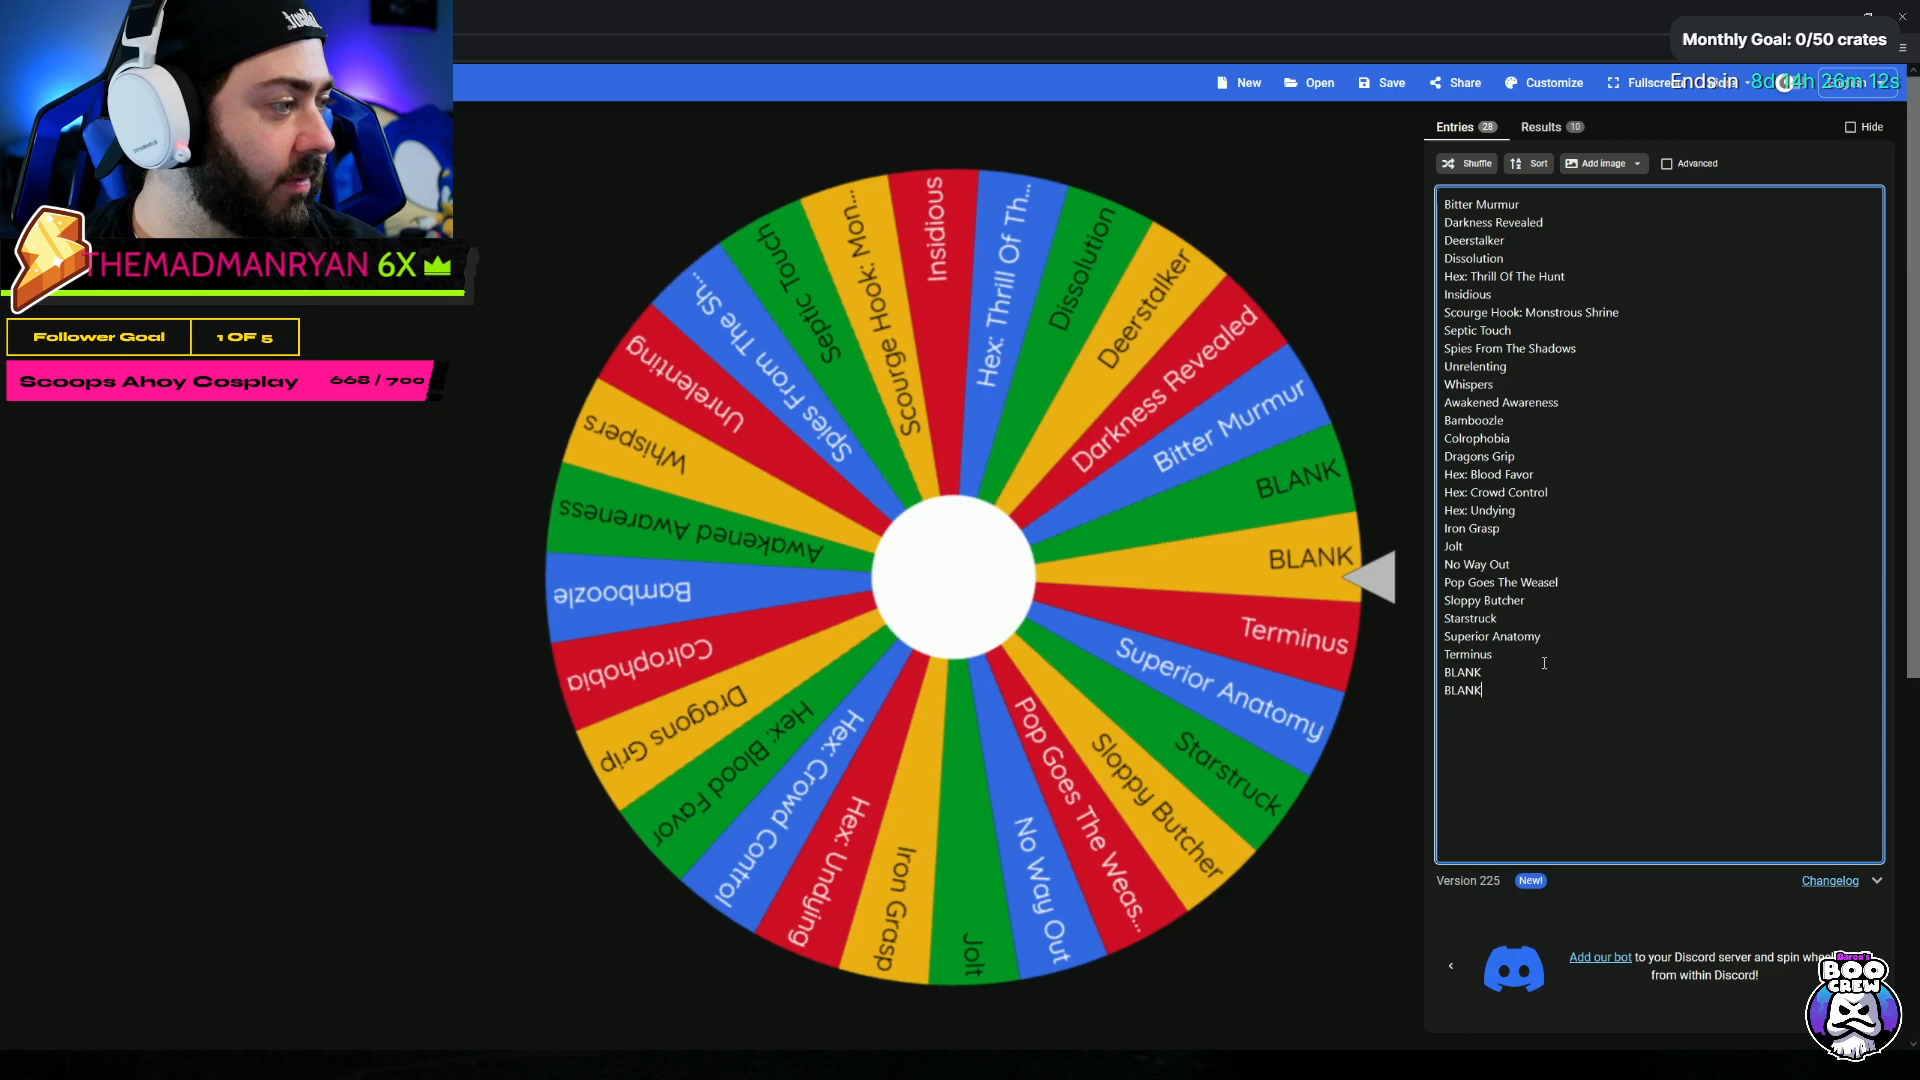 Monthly Goal: 0/50 crates
Ends in 8d 14h 26m 12s
New
Open
Save
Share
Customize
THEMADMANRYAN 6X
Follower Goal
1 OF 5
Scoops Ahoy Cosplay
668 / 700
Entries 28
Results 10
Hide
Shuffle
Sort
Add image
Advanced
Bitter Murmur
Darkness Revealed
Deerstalker
Dissolution
Hex: Thrill Of The Hunt
Insidious
Scourge Hook: Monstrous Shrine
Septic Touch
Spies From The Shadows
Unrelenting
Whispers
Awakened Awareness
Bamboozle
Colrophobia
Dragons Grip
Hex: Blood Favor
Hex: Crowd Control
Hex: Undying
Iron Grasp
Jolt
No Way Out
Pop Goes The Weasel
Sloppy Butcher
Starstruck
Superior Anatomy
Terminus
BLANK
BLANK
Insidious
Hex: Thrill Of Th...
Dissolution
Deerstalker
Darkness Revealed
Bitter Murmur
BLANK
BLANK
Terminus
Superior Anatomy
Starstruck
Sloppy Butcher
Pop Goes The Weas...
No Way Out
Jolt
Iron Grasp
Hex: Undying
Hex: Crowd Control
Hex: Blood Favor
Dragons Grip
Colrophobia
Bamboozle
Awakened Awareness
Whispers
Unrelenting
Spies From The Sh...
Septic Touch
Scourge Hook: Mon...
Version 225
New!
Changelog
Add our bot to your Discord server and spin
from within Discord!
Baron's
BOO
CREW